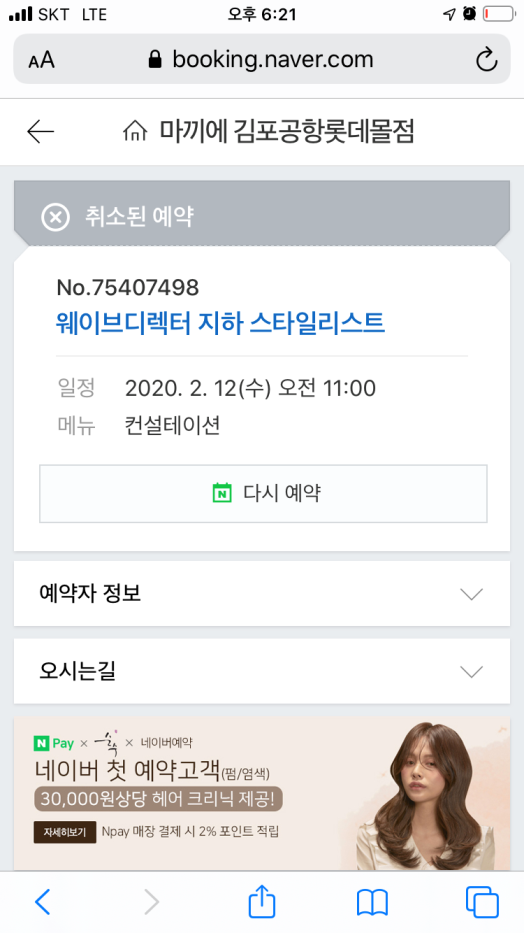 SKT LTE 오후 6:21
AA booking.naver.com
마끼에 김포공항롯데몰점
취소된 예약
No.75407498
웨이브디렉터 지하 스타일리스트
일정 2020. 2. 12(수) 오전 11:00
메뉴 컨설테이션
N 다시 예약
예약자 정보
오시는길
N Pay × × 네이버예약
네이버 첫 예약고객(펌/염색)
30,000원상당 헤어 크리닉 제공!
자세히보기 Npay 매장 결제 시 2% 포인트 적립